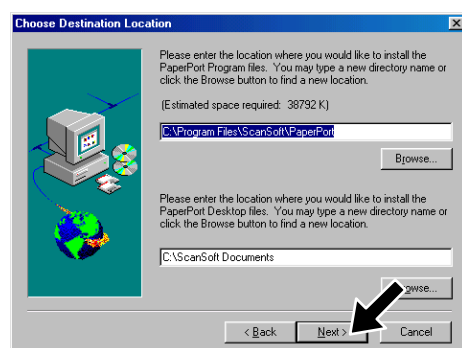 Choose Destination Location
Please enter the location where you would like to install the
PaperPort Program files. You may type a new directory name or
click the Browse button to find a new location.
(Estimated space required: 38792 K)
C:\Program Files\ScanSoft\PaperPort
Browse...
Please enter the location where you would like to install the
PaperPort Desktop files. You may type a new directory name or
click the Browse button to find a new location.
C:\ScanSoft Documents
owse...
< Back Next > Cancel